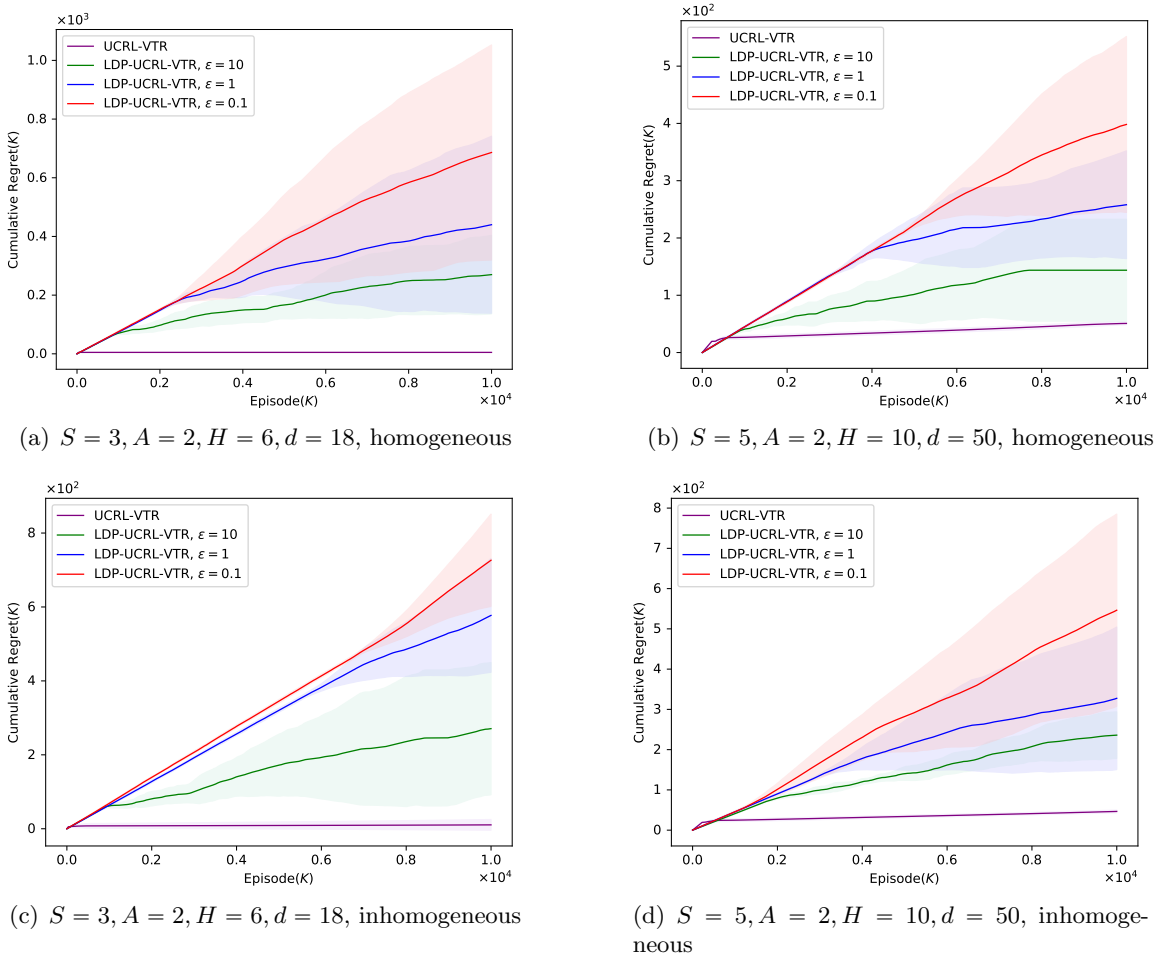 ×10³
UCRL-VTR
LDP-UCRL-VTR, ε = 10
LDP-UCRL-VTR, ε = 1
LDP-UCRL-VTR, ε = 0.1
1.0
0.8
0.6
0.4
0.2
0.0
Cumulative Regret(K)
0.0 0.2 0.4 0.6 0.8 1.0
Episode(K)
×10⁴
(a) S = 3, A = 2, H = 6, d = 18, homogeneous
×10²
UCRL-VTR
LDP-UCRL-VTR, ε = 10
LDP-UCRL-VTR, ε = 1
LDP-UCRL-VTR, ε = 0.1
5
4
3
2
1
0
Cumulative Regret(K)
0.0 0.2 0.4 0.6 0.8 1.0
Episode(K)
×10⁴
(b) S = 5, A = 2, H = 10, d = 50, homogeneous
×10²
UCRL-VTR
LDP-UCRL-VTR, ε = 10
LDP-UCRL-VTR, ε = 1
LDP-UCRL-VTR, ε = 0.1
8
6
4
2
0
Cumulative Regret(K)
0.0 0.2 0.4 0.6 0.8 1.0
Episode(K)
×10⁴
(c) S = 3, A = 2, H = 6, d = 18, inhomogeneous
×10²
UCRL-VTR
LDP-UCRL-VTR, ε = 10
LDP-UCRL-VTR, ε = 1
LDP-UCRL-VTR, ε = 0.1
8
7
6
5
4
3
2
1
0
Cumulative Regret(K)
0.0 0.2 0.4 0.6 0.8 1.0
Episode(K)
×10⁴
(d) S = 5, A = 2, H = 10, d = 50, inhomoge-
neous